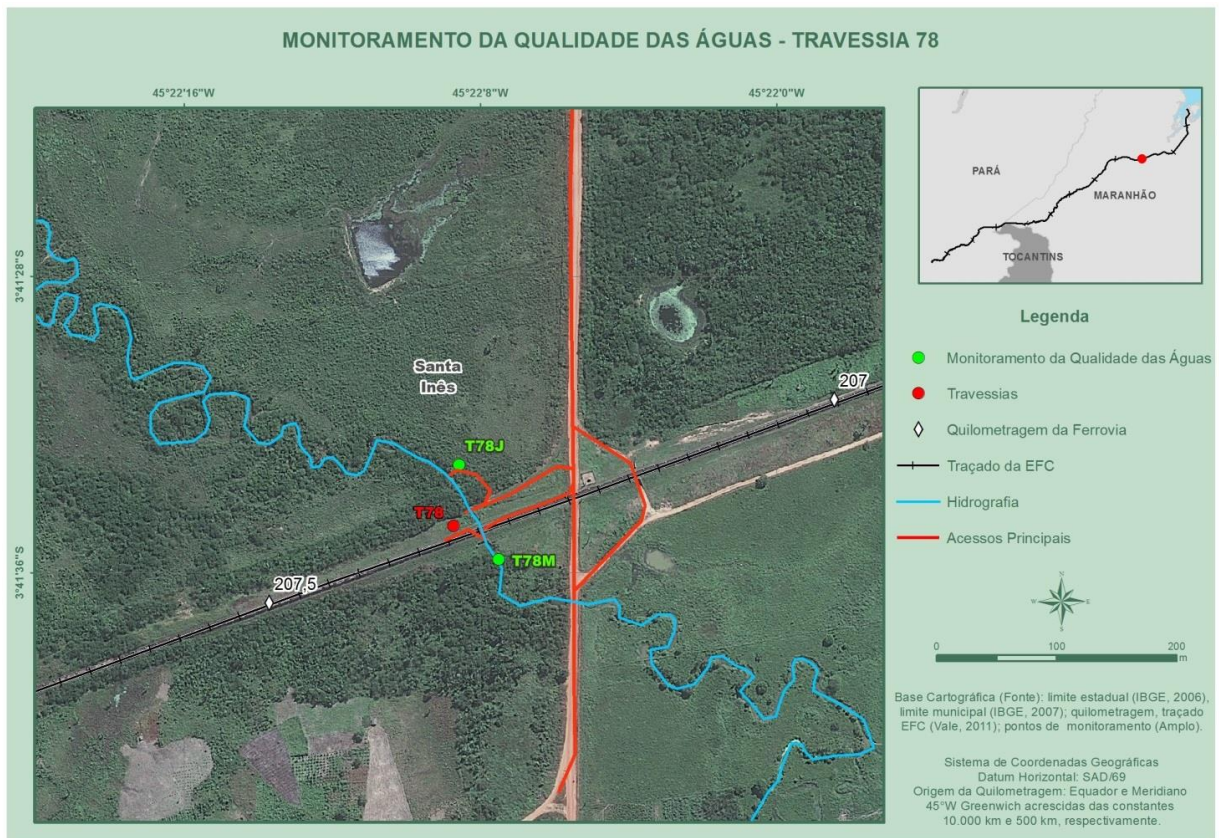 MONITORAMENTO DA QUALIDADE DAS ÁGUAS - TRAVESSIA 78
45°22'16"W
45°22'8"W
45°22'0"W
3°41'28"S
3°41'36"S
Santa
Inês
207
T78J
T78
T78M
207,5
PARÁ
MARANHÃO
TOCANTINS
Legenda
Monitoramento da Qualidade das Águas
Travessias
Quilometragem da Ferrovia
Traçado da EFC
Hidrografia
Acessos Principais
N
W
E
S
0 100 200
m
Base Cartográfica (Fonte): limite estadual (IBGE, 2006),
limite municipal (IBGE, 2007); quilometragem, traçado
EFC (Vale, 2011); pontos de monitoramento (Amplo).
Sistema de Coordenadas Geográficas
Datum Horizontal: SAD/69
Origem da Quilometragem: Equador e Meridiano
45°W Greenwich acrescidas das constantes
10.000 km e 500 km, respectivamente.